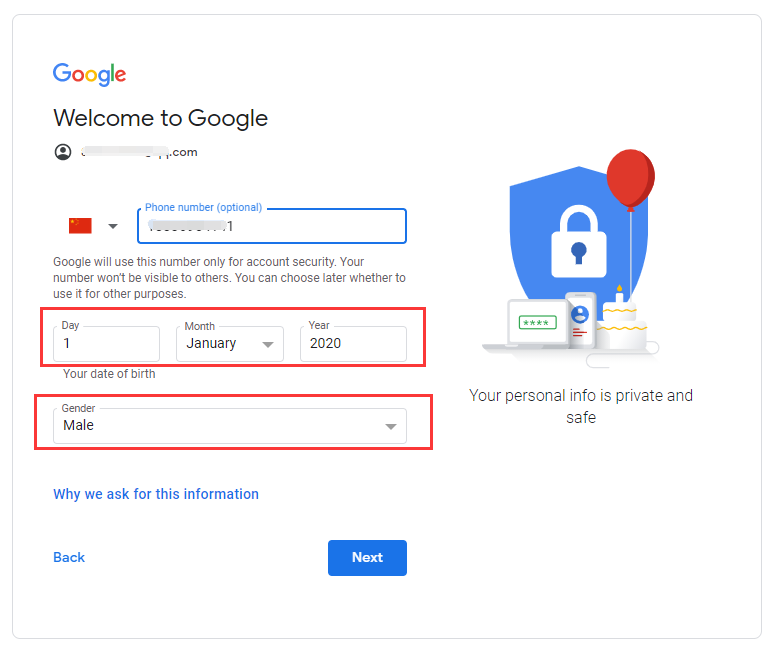 Google
Welcome to Google
.com
Phone number (optional)
1
Google will use this number only for account security. Your
number won't be visible to others. You can choose later whether to
use it for other purposes.
Day
Month
Year
1
January
2020
Your date of birth
Gender
Male
Why we ask for this information
Back
Next
****
Your personal info is private and
safe